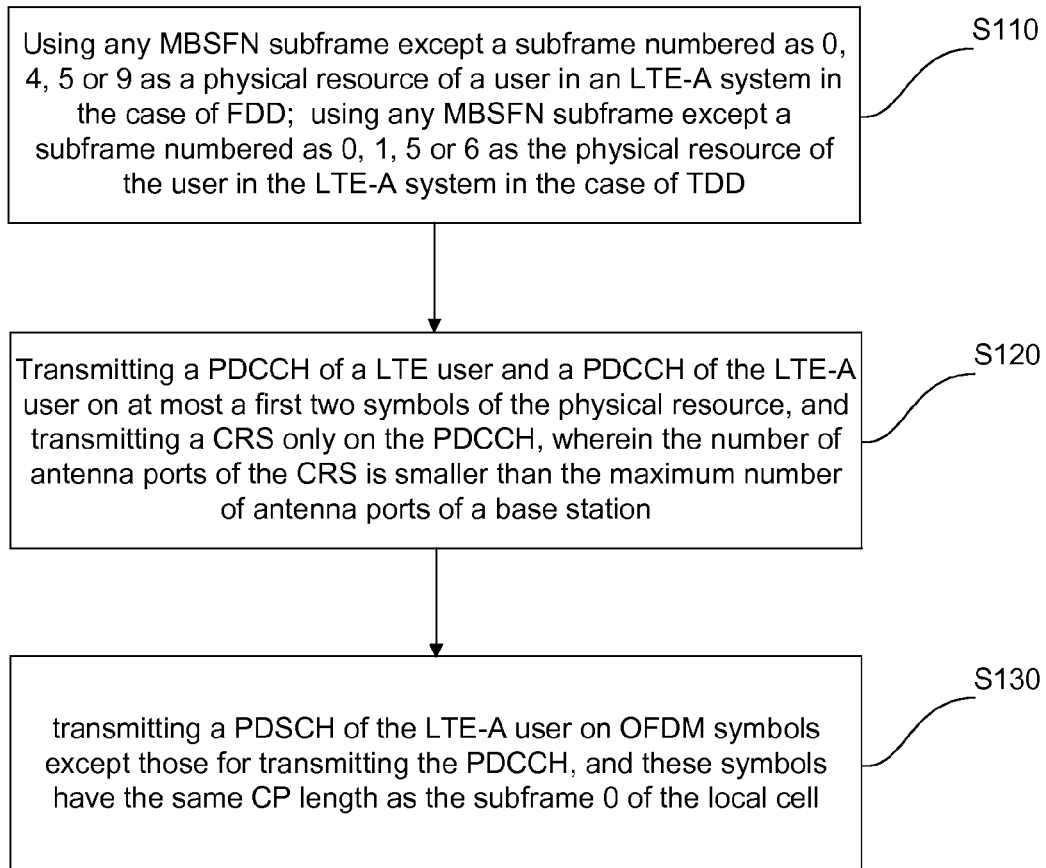 Using any MBSFN subframe except a subframe numbered as 0,
4, 5 or 9 as a physical resource of a user in an LTE-A system in
the case of FDD;  using any MBSFN subframe except a
subframe numbered as 0, 1, 5 or 6 as the physical resource of
the user in the LTE-A system in the case of TDD
S110
Transmitting a PDCCH of a LTE user and a PDCCH of the LTE-A
user on at most a first two symbols of the physical resource, and
transmitting a CRS only on the PDCCH, wherein the number of
antenna ports of the CRS is smaller than the maximum number
of antenna ports of a base station
S120
transmitting a PDSCH of the LTE-A user on OFDM symbols
except those for transmitting the PDCCH, and these symbols
have the same CP length as the subframe 0 of the local cell
S130